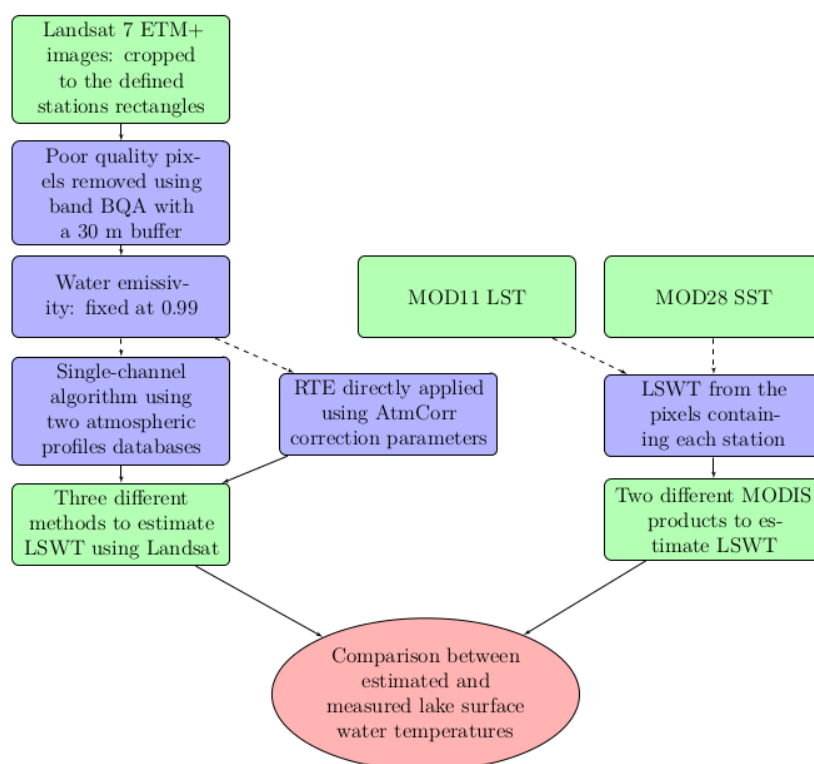 Landsat 7 ETM+
images: cropped
to the defined
stations rectangles
Poor quality pix-
els removed using
band BQA with
a 30 m buffer
Water emissiv-
ity: fixed at 0.99
MOD11 LST
MOD28 SST
Single-channel
algorithm using
two atmospheric
profiles databases
RTE directly applied
using AtmCorr
correction parameters
LSWT from the
pixels contain-
ing each station
Three different
methods to estimate
LSWT using Landsat
Two different MODIS
products to es-
timate LSWT
Comparison between
estimated and
measured lake surface
water temperatures